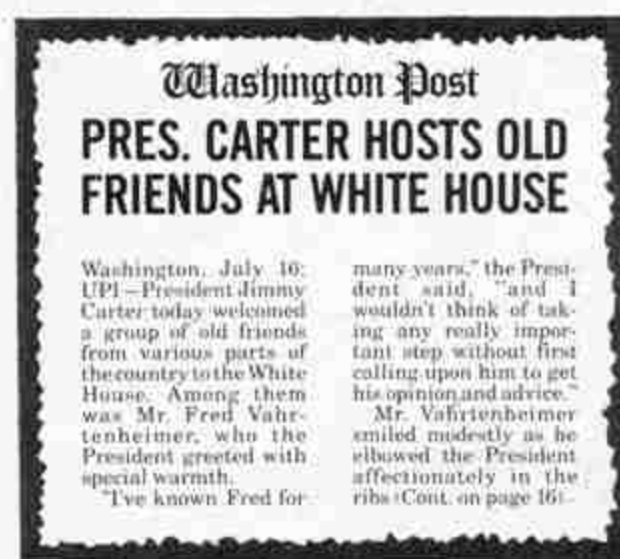 Washington Post
PRES. CARTER HOSTS OLD
FRIENDS AT WHITE HOUSE
Washington, July 16:
UPI—President Jimmy
Carter today welcomed
a group of old friends
from various parts of
the country to the White
House. Among them
was Mr. Fred Vahr-
tenheimer, who the
President greeted with
special warmth.
"I've known Fred for
many years," the Presi-
dent said, "and I
wouldn't think of tak-
ing any really impor-
tant step without first
calling upon him to get
his opinion and advice."
Mr. Vahrtenheimer
smiled modestly as he
elbowed the President
affectionately in the
ribs (Cont. on page 16)